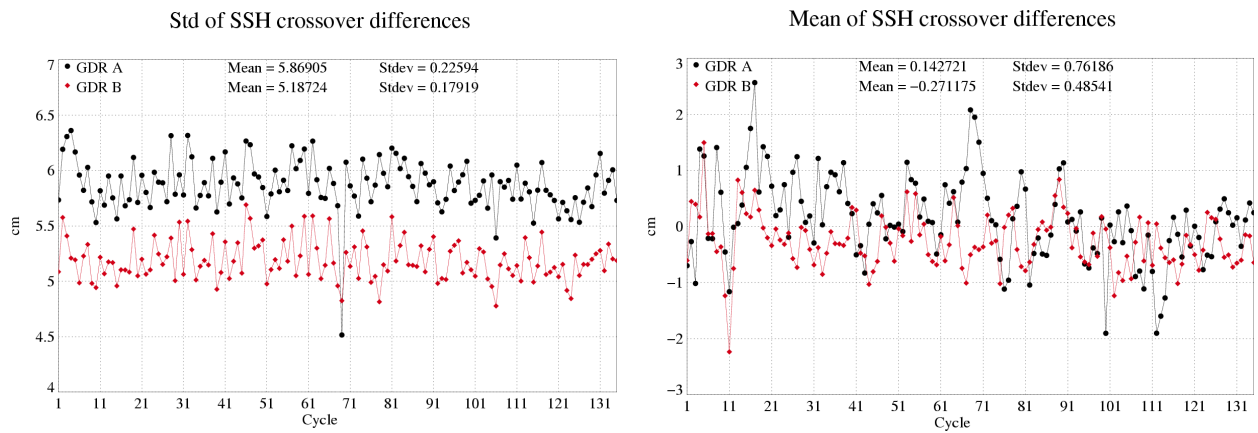 Std of SSH crossover differences
GDR A Mean = 5.86905 Stdev = 0.22594
GDR B Mean = 5.18724 Stdev = 0.17919
7
6.5
6
5.5
5
4.5
4
cm
1 11 21 31 41 51 61 71 81 91 101 111 121 131
Cycle
Mean of SSH crossover differences
GDR A Mean = 0.142721 Stdev = 0.76186
GDR B Mean = −0.271175 Stdev = 0.48541
3
2
1
0
−1
−2
−3
cm
1 11 21 31 41 51 61 71 81 91 101 111 121 131
Cycle